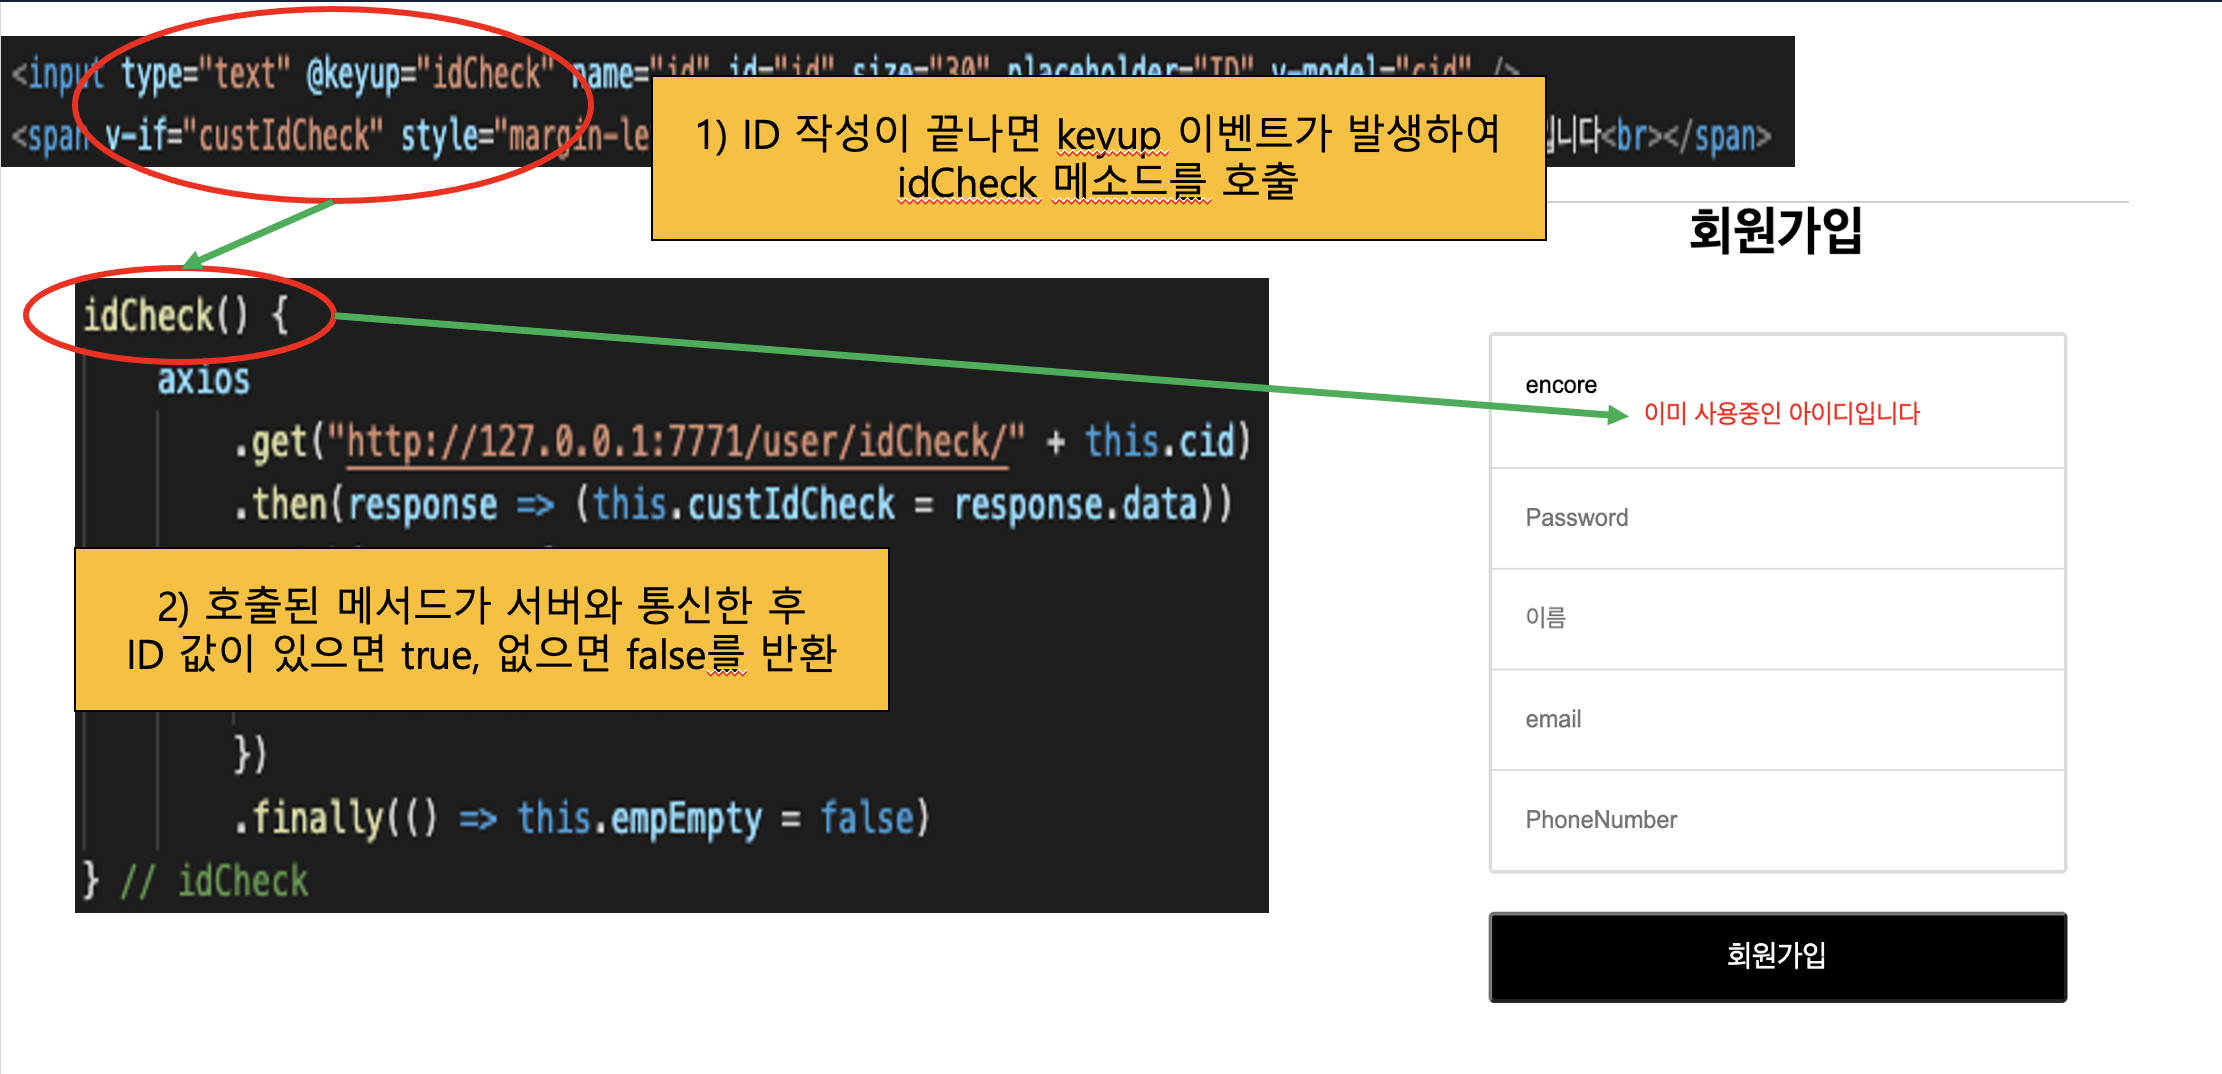 <input type="text" @keyup="idCheck" name="id" id="id" size="30" placeholder="ID" v-model="cid" />
<span v-if="custIdCheck" style="margin-le 니다<br></span>
1) ID 작성이 끝나면 keyup 이벤트가 발생하여
idCheck 메소드를 호출
회원가입
idCheck() {
axios
.get("http://127.0.0.1:7771/user/idCheck/" + this.cid)
.then(response => (this.custIdCheck = response.data))
2) 호출된 메서드가 서버와 통신한 후
ID 값이 있으면 true, 없으면 false를 반환
})
.finally(() => this.empEmpty = false)
} // idCheck
encore
이미 사용중인 아이디입니다
Password
이름
email
PhoneNumber
회원가입